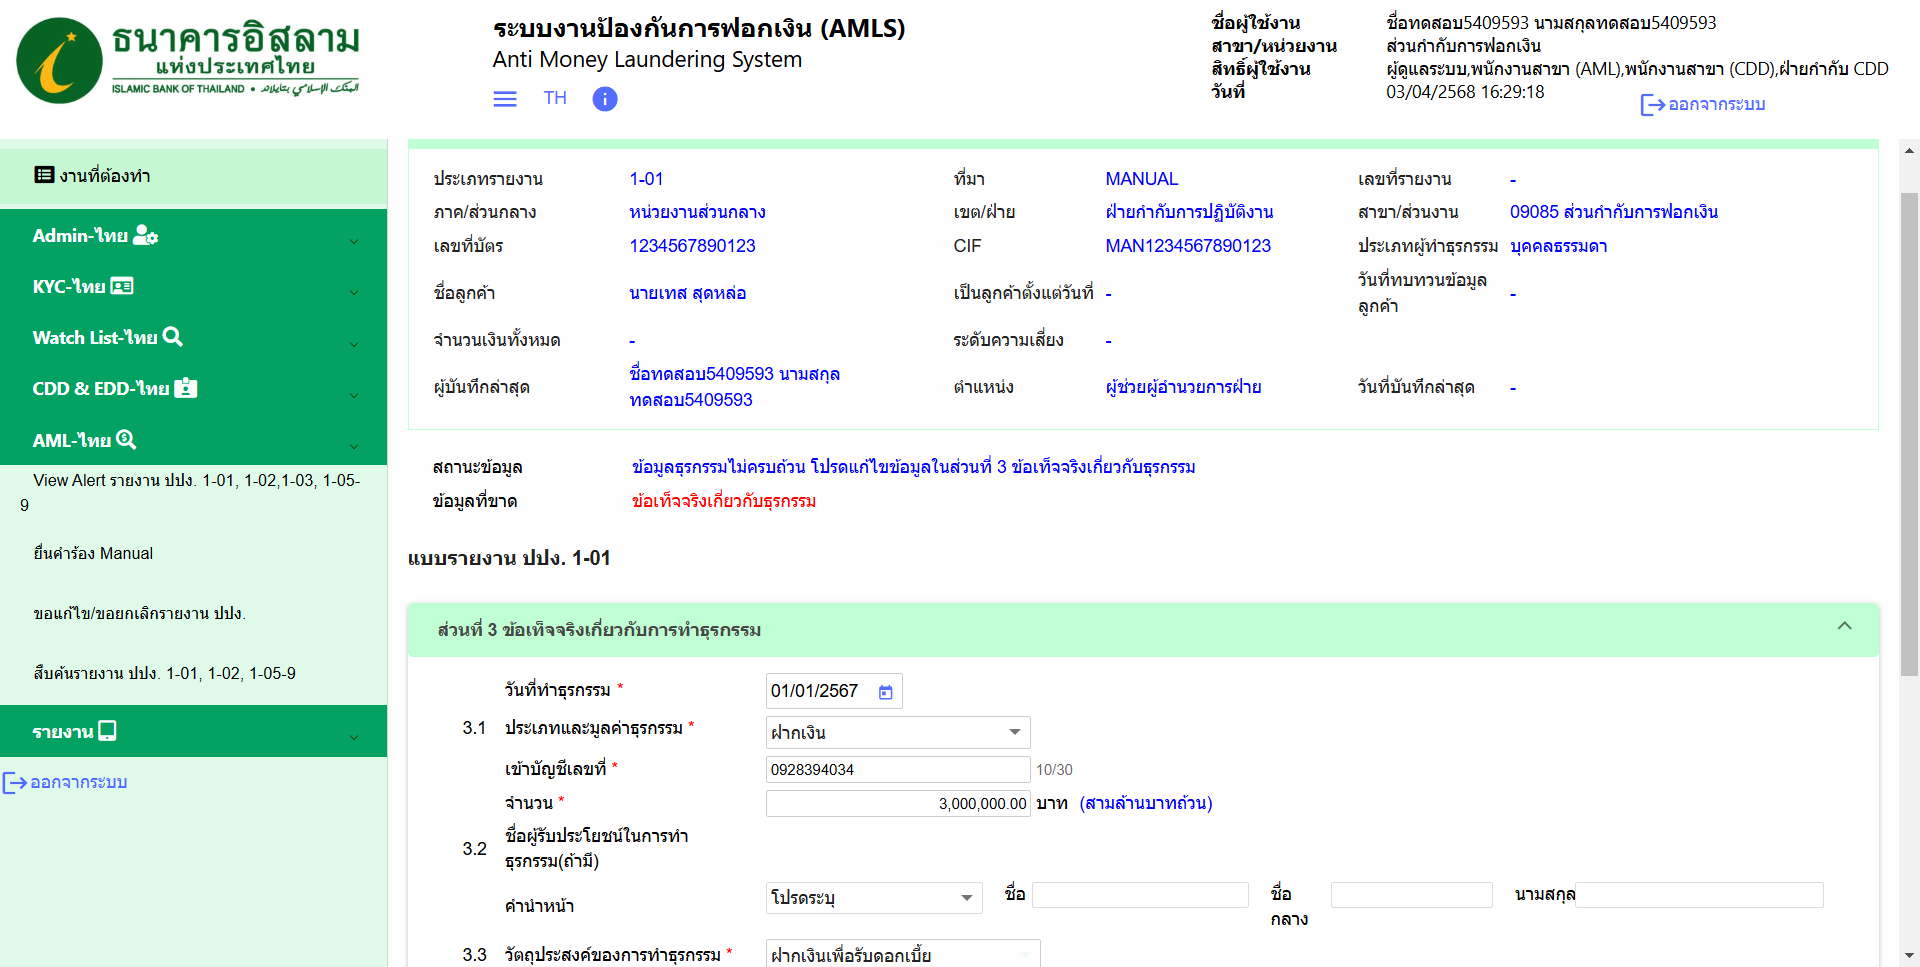 ธนาคารอิสลาม
แห่งประเทศไทย
ISLAMIC BANK OF THAILAND
ระบบงานป้องกันการฟอกเงิน (AMLS)
Anti Money Laundering System
TH
ชื่อผู้ใช้งาน ชื่อทดสอบ5409593 นามสกุลทดสอบ5409593
สาขา/หน่วยงาน ส่วนกำกับการฟอกเงิน
สิทธิ์ผู้ใช้งาน ผู้ดูแลระบบ,พนักงานสาขา (AML),พนักงานสาขา (CDD),ฝ่ายกำกับ CDD
วันที่ 03/04/2568 16:29:18
ออกจากระบบ
งานที่ต้องทำ
Admin-ไทย
KYC-ไทย
Watch List-ไทย
CDD & EDD-ไทย
AML-ไทย
View Alert รายงาน ปปง. 1-01, 1-02,1-03, 1-05-
9
ยื่นคำร้อง Manual
ขอแก้ไข/ขอยกเลิกรายงาน ปปง.
สืบค้นรายงาน ปปง. 1-01, 1-02, 1-05-9
รายงาน
ออกจากระบบ
ประเภทรายงาน 1-01 ที่มา MANUAL เลขที่รายงาน -
ภาค/ส่วนกลาง หน่วยงานส่วนกลาง เขต/ฝ่าย ฝ่ายกำกับการปฏิบัติงาน สาขา/ส่วนงาน 09085 ส่วนกำกับการฟอกเงิน
เลขที่บัตร 1234567890123 CIF MAN1234567890123 ประเภทผู้ทำธุรกรรม บุคคลธรรมดา
ชื่อลูกค้า นายเทส สุดหล่อ เป็นลูกค้าตั้งแต่วันที่ - วันที่ทบทวนข้อมูล
ลูกค้า -
จำนวนเงินทั้งหมด - ระดับความเสี่ยง -
ผู้บันทึกล่าสุด ชื่อทดสอบ5409593 นามสกุล
ทดสอบ5409593 ตำแหน่ง ผู้ช่วยผู้อำนวยการฝ่าย วันที่บันทึกล่าสุด -
สถานะข้อมูล ข้อมูลธุรกรรมไม่ครบถ้วน โปรดแก้ไขข้อมูลในส่วนที่ 3 ข้อเท็จจริงเกี่ยวกับธุรกรรม
ข้อมูลที่ขาด ข้อเท็จจริงเกี่ยวกับธุรกรรม
แบบรายงาน ปปง. 1-01
ส่วนที่ 3 ข้อเท็จจริงเกี่ยวกับการทำธุรกรรม
วันที่ทำธุรกรรม * 01/01/2567
3.1 ประเภทและมูลค่าธุรกรรม * ฝากเงิน
เข้าบัญชีเลขที่ * 0928394034 10/30
จำนวน * 3,000,000.00 บาท (สามล้านบาทถ้วน)
3.2 ชื่อผู้รับประโยชน์ในการทำ
ธุรกรรม(ถ้ามี)
คำนำหน้า โปรดระบุ ชื่อ ชื่อ
กลาง นามสกุล
3.3 วัตถุประสงค์ของการทำธุรกรรม * ฝากเงินเพื่อรับดอกเบี้ย